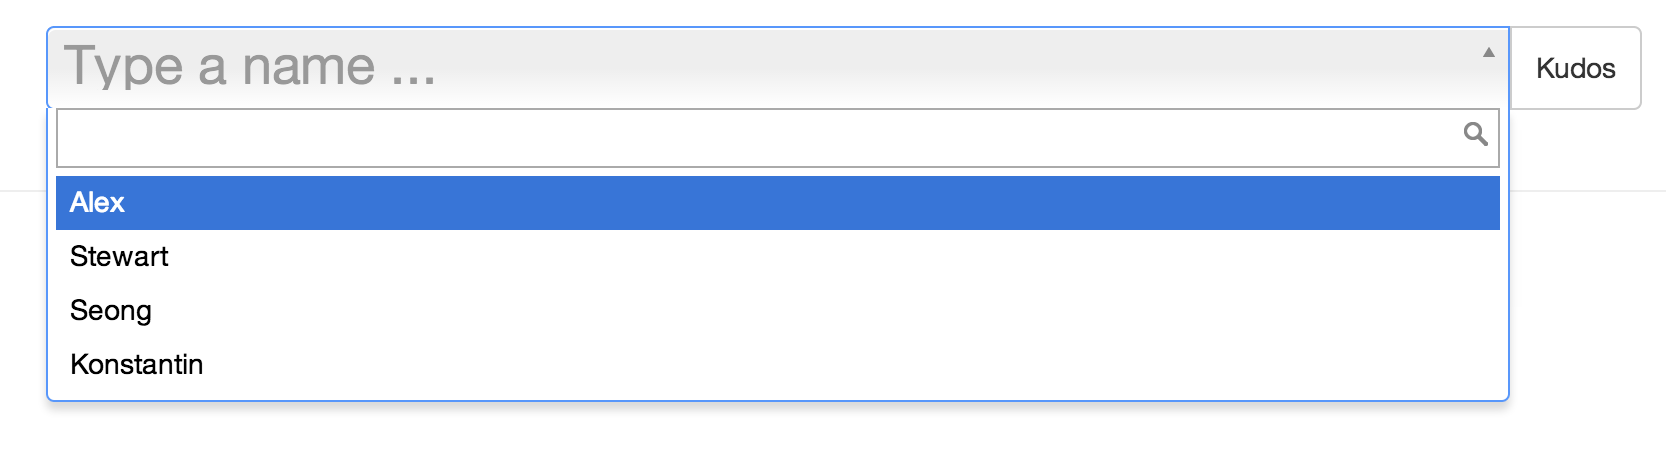 Type a name ...
Kudos
Alex
Stewart
Seong
Konstantin